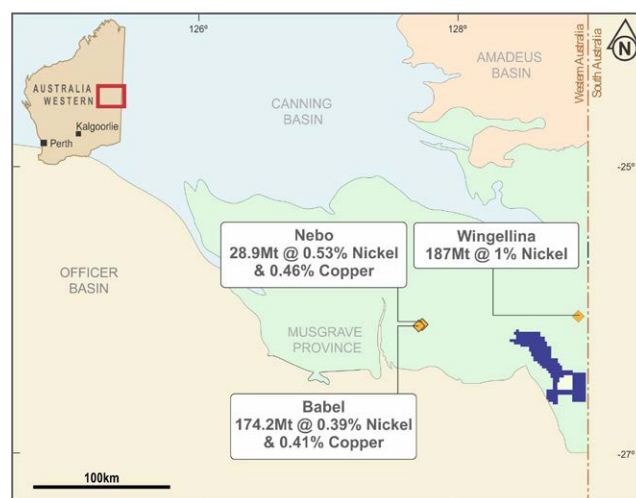 126°
128°
N
AMADEUS
BASIN
Western Australia
South Australia
AUSTRALIA
WESTERN
Kalgoorlie
Perth
CANNING
BASIN
-25°
Nebo
28.9Mt @ 0.53% Nickel
& 0.46% Copper
Wingellina
187Mt @ 1% Nickel
OFFICER
BASIN
MUSGRAVE
PROVINCE
Babel
174.2Mt @ 0.39% Nickel
& 0.41% Copper
-27°
100km